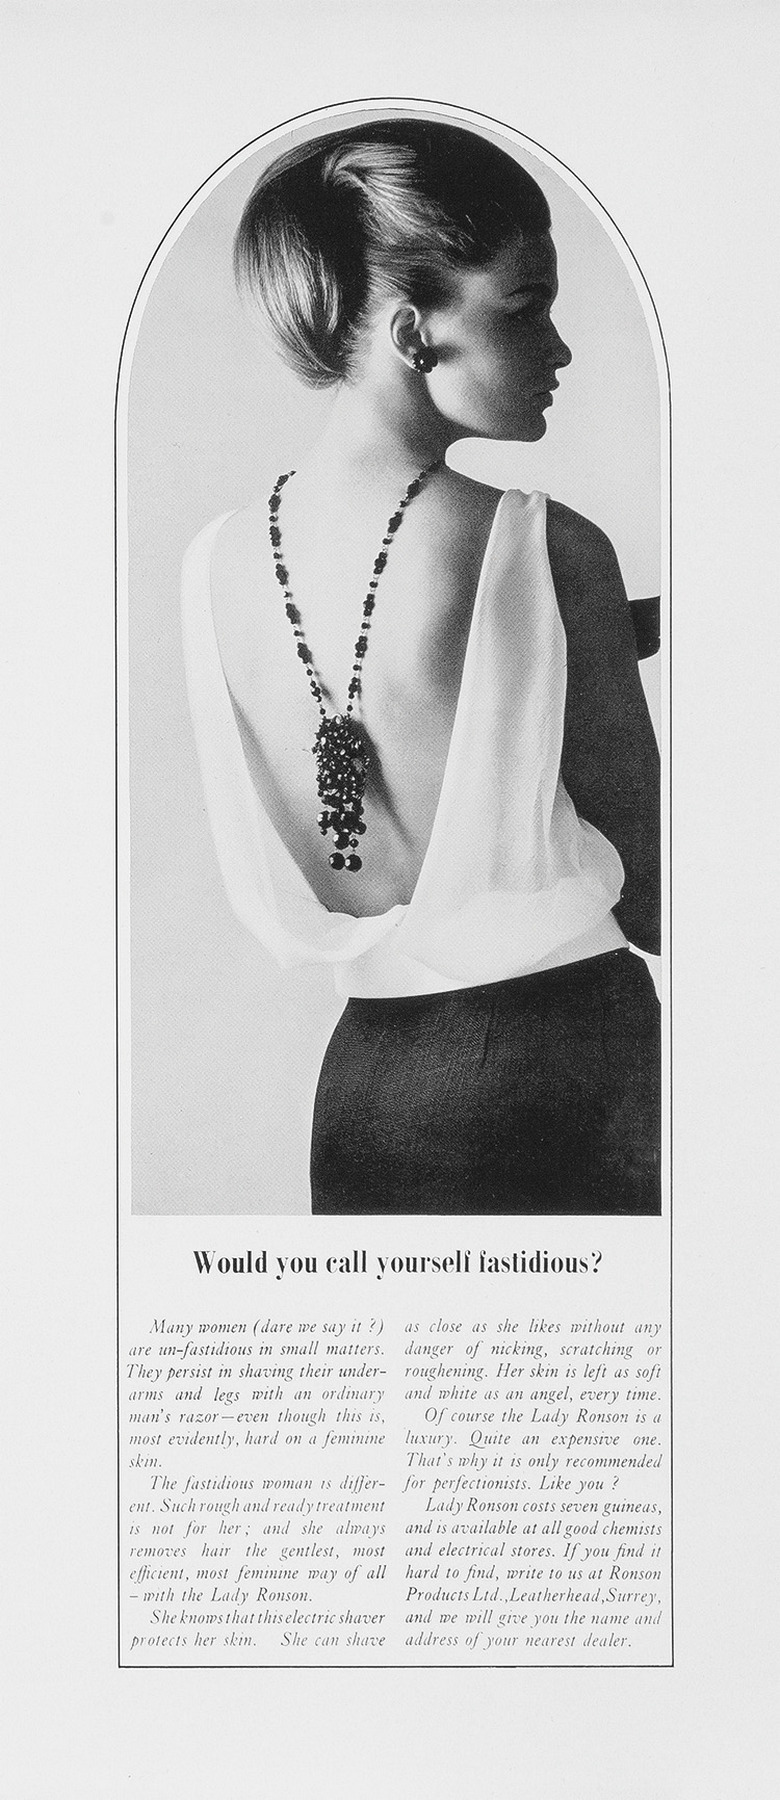 Would you call yourself fastidious?
Many women (dare we say it ?)
are un-fastidious in small matters.
They persist in shaving their under-
arms and legs with an ordinary
man's razor—even though this is,
most evidently, hard on a feminine
skin.
The fastidious woman is differ-
ent. Such rough and ready treatment
is not for her; and she always
removes hair the gentlest, most
efficient, most feminine way of all
– with the Lady Ronson.
She knows that this electric shaver
protects her skin. She can shave
as close as she likes without any
danger of nicking, scratching or
roughening. Her skin is left as soft
and white as an angel, every time.
Of course the Lady Ronson is a
luxury. Quite an expensive one.
That's why it is only recommended
for perfectionists. Like you ?
Lady Ronson costs seven guineas,
and is available at all good chemists
and electrical stores. If you find it
hard to find, write to us at Ronson
Products Ltd., Leatherhead, Surrey,
and we will give you the name and
address of your nearest dealer.